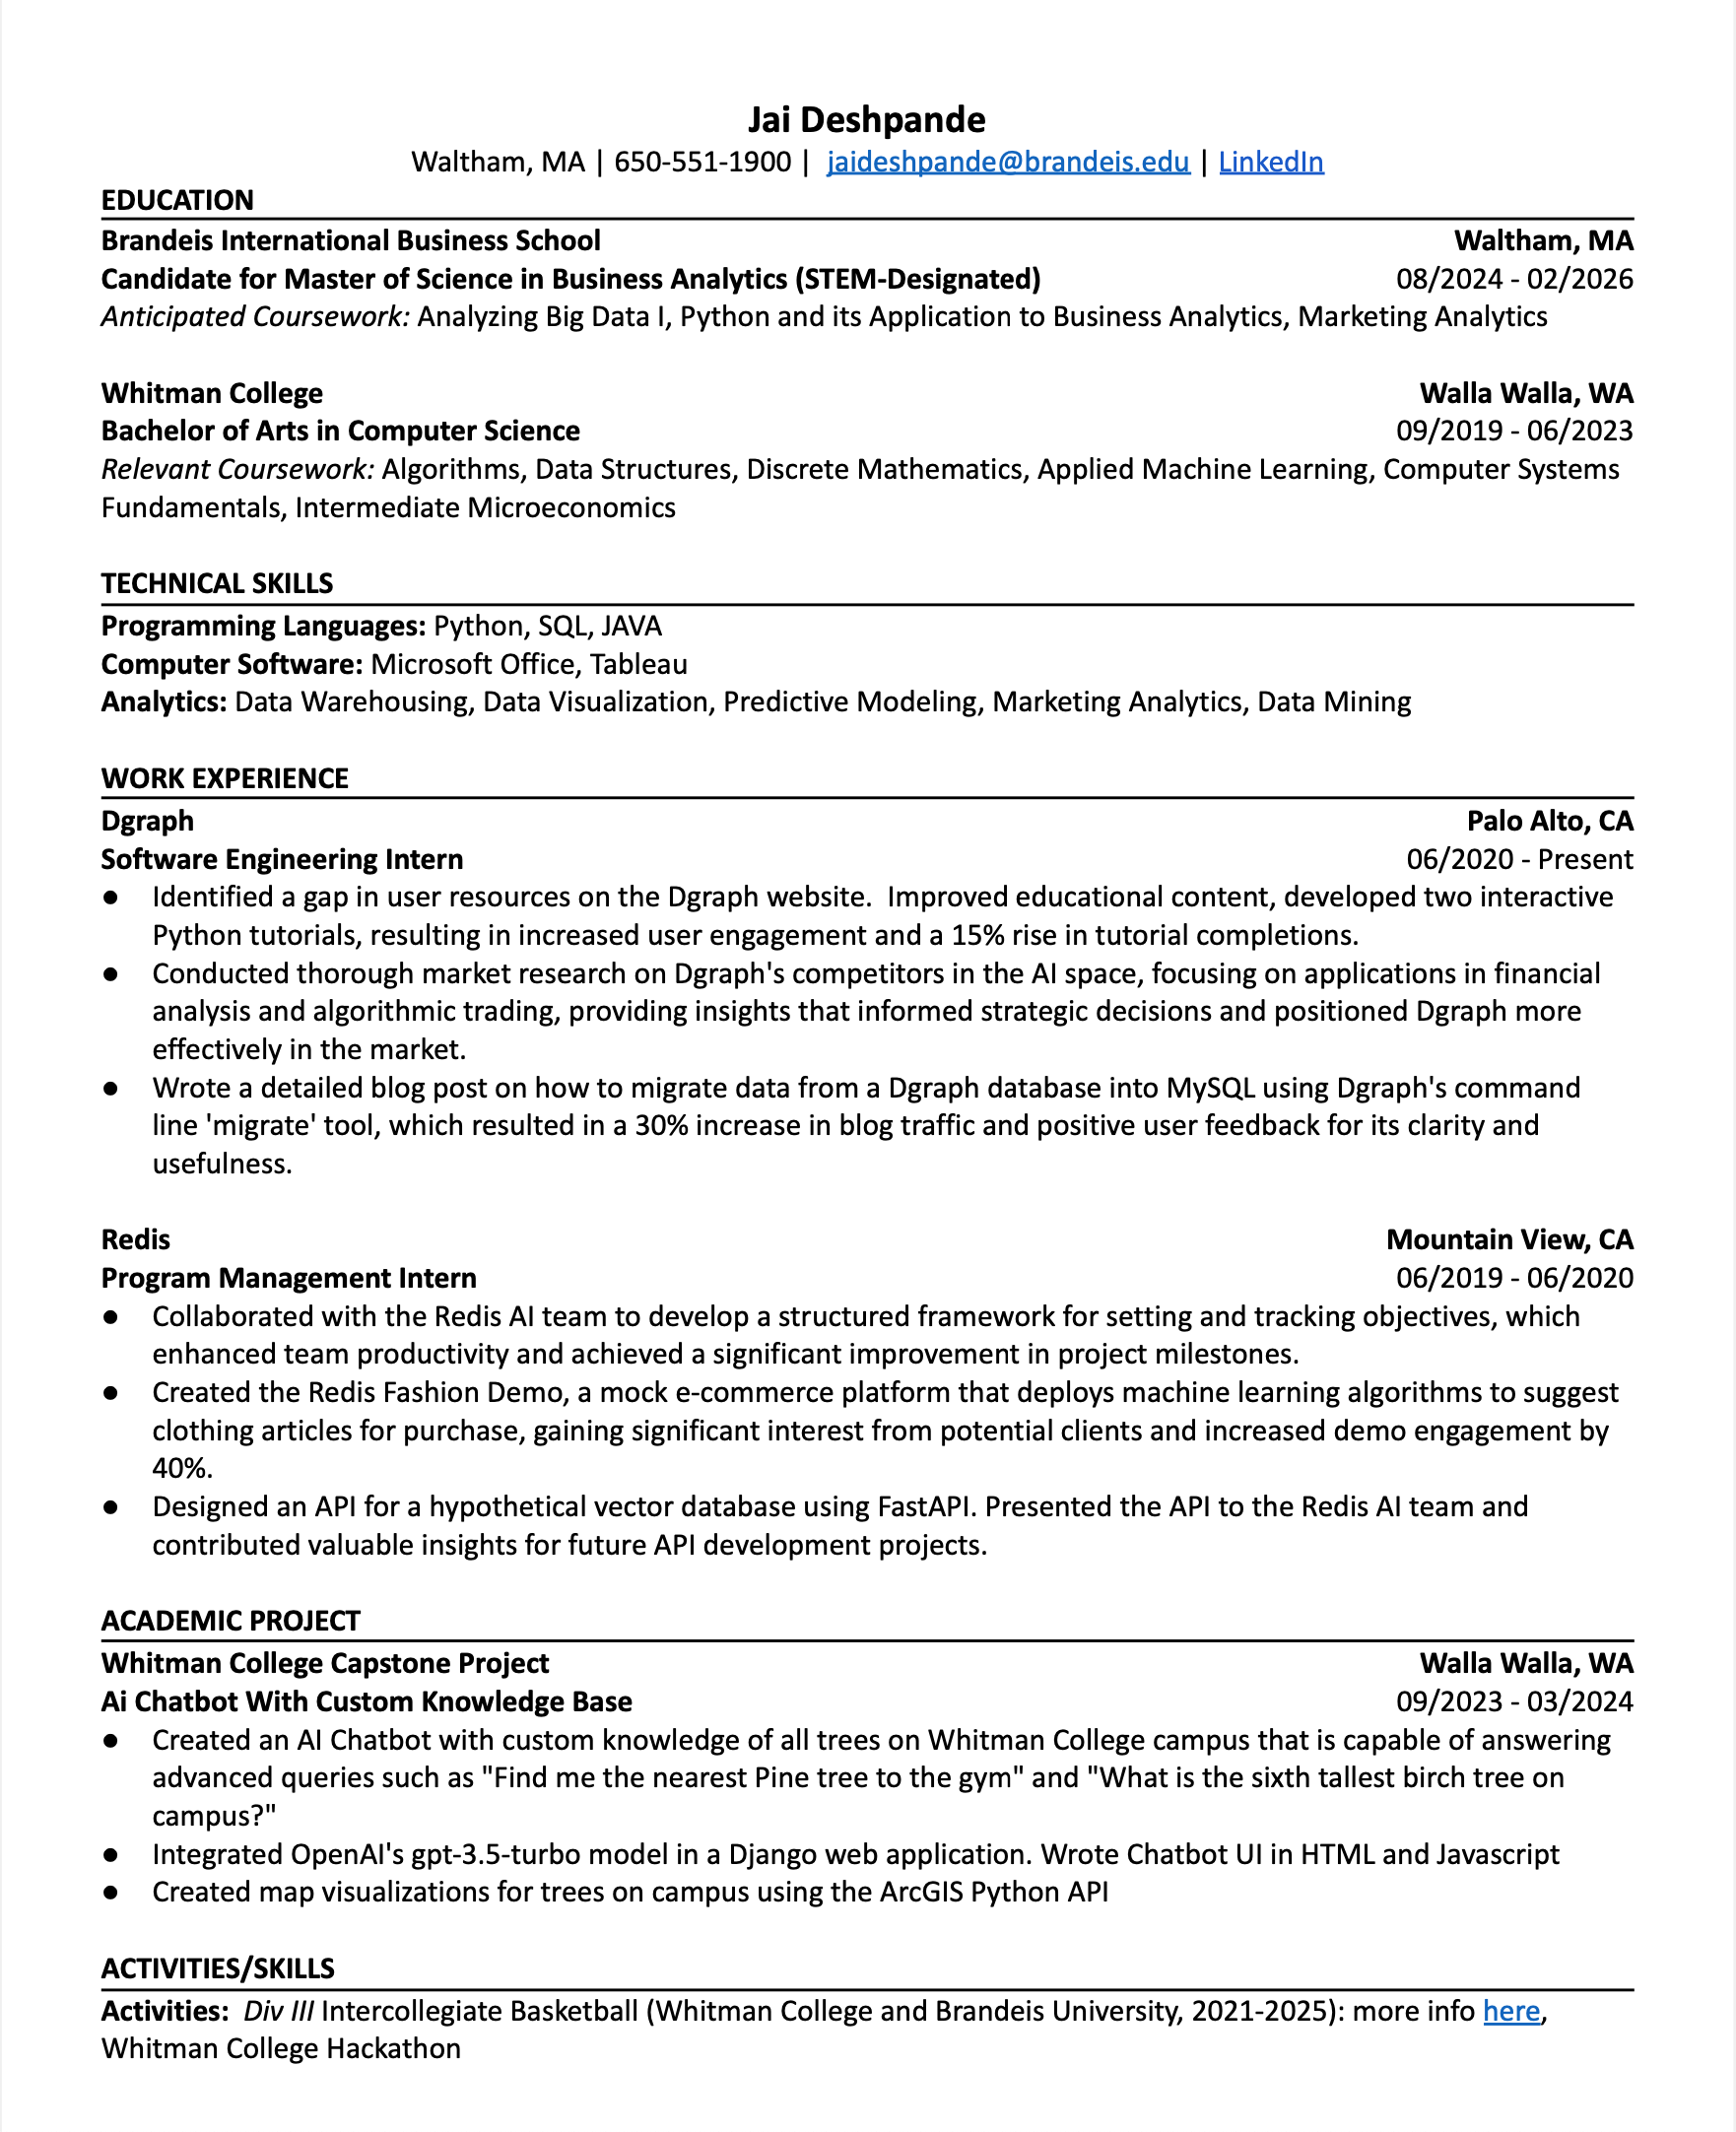 Jai Deshpande
Waltham, MA | 650-551-1900 | jaideshpande@brandeis.edu | LinkedIn
EDUCATION
Brandeis International Business School Waltham, MA
Candidate for Master of Science in Business Analytics (STEM-Designated) 08/2024 - 02/2026
Anticipated Coursework: Analyzing Big Data I, Python and its Application to Business Analytics, Marketing Analytics
Whitman College Walla Walla, WA
Bachelor of Arts in Computer Science 09/2019 - 06/2023
Relevant Coursework: Algorithms, Data Structures, Discrete Mathematics, Applied Machine Learning, Computer Systems
Fundamentals, Intermediate Microeconomics
TECHNICAL SKILLS
Programming Languages: Python, SQL, JAVA
Computer Software: Microsoft Office, Tableau
Analytics: Data Warehousing, Data Visualization, Predictive Modeling, Marketing Analytics, Data Mining
WORK EXPERIENCE
Dgraph Palo Alto, CA
Software Engineering Intern 06/2020 - Present
● Identified a gap in user resources on the Dgraph website.  Improved educational content, developed two interactive
Python tutorials, resulting in increased user engagement and a 15% rise in tutorial completions.
● Conducted thorough market research on Dgraph's competitors in the AI space, focusing on applications in financial
analysis and algorithmic trading, providing insights that informed strategic decisions and positioned Dgraph more
effectively in the market.
● Wrote a detailed blog post on how to migrate data from a Dgraph database into MySQL using Dgraph's command
line 'migrate' tool, which resulted in a 30% increase in blog traffic and positive user feedback for its clarity and
usefulness.
Redis Mountain View, CA
Program Management Intern 06/2019 - 06/2020
● Collaborated with the Redis AI team to develop a structured framework for setting and tracking objectives, which
enhanced team productivity and achieved a significant improvement in project milestones.
● Created the Redis Fashion Demo, a mock e-commerce platform that deploys machine learning algorithms to suggest
clothing articles for purchase, gaining significant interest from potential clients and increased demo engagement by
40%.
● Designed an API for a hypothetical vector database using FastAPI. Presented the API to the Redis AI team and
contributed valuable insights for future API development projects.
ACADEMIC PROJECT
Whitman College Capstone Project Walla Walla, WA
Ai Chatbot With Custom Knowledge Base 09/2023 - 03/2024
● Created an AI Chatbot with custom knowledge of all trees on Whitman College campus that is capable of answering
advanced queries such as "Find me the nearest Pine tree to the gym" and "What is the sixth tallest birch tree on
campus?"
● Integrated OpenAI's gpt-3.5-turbo model in a Django web application. Wrote Chatbot UI in HTML and Javascript
● Created map visualizations for trees on campus using the ArcGIS Python API
ACTIVITIES/SKILLS
Activities:  Div III Intercollegiate Basketball (Whitman College and Brandeis University, 2021-2025): more info here,
Whitman College Hackathon